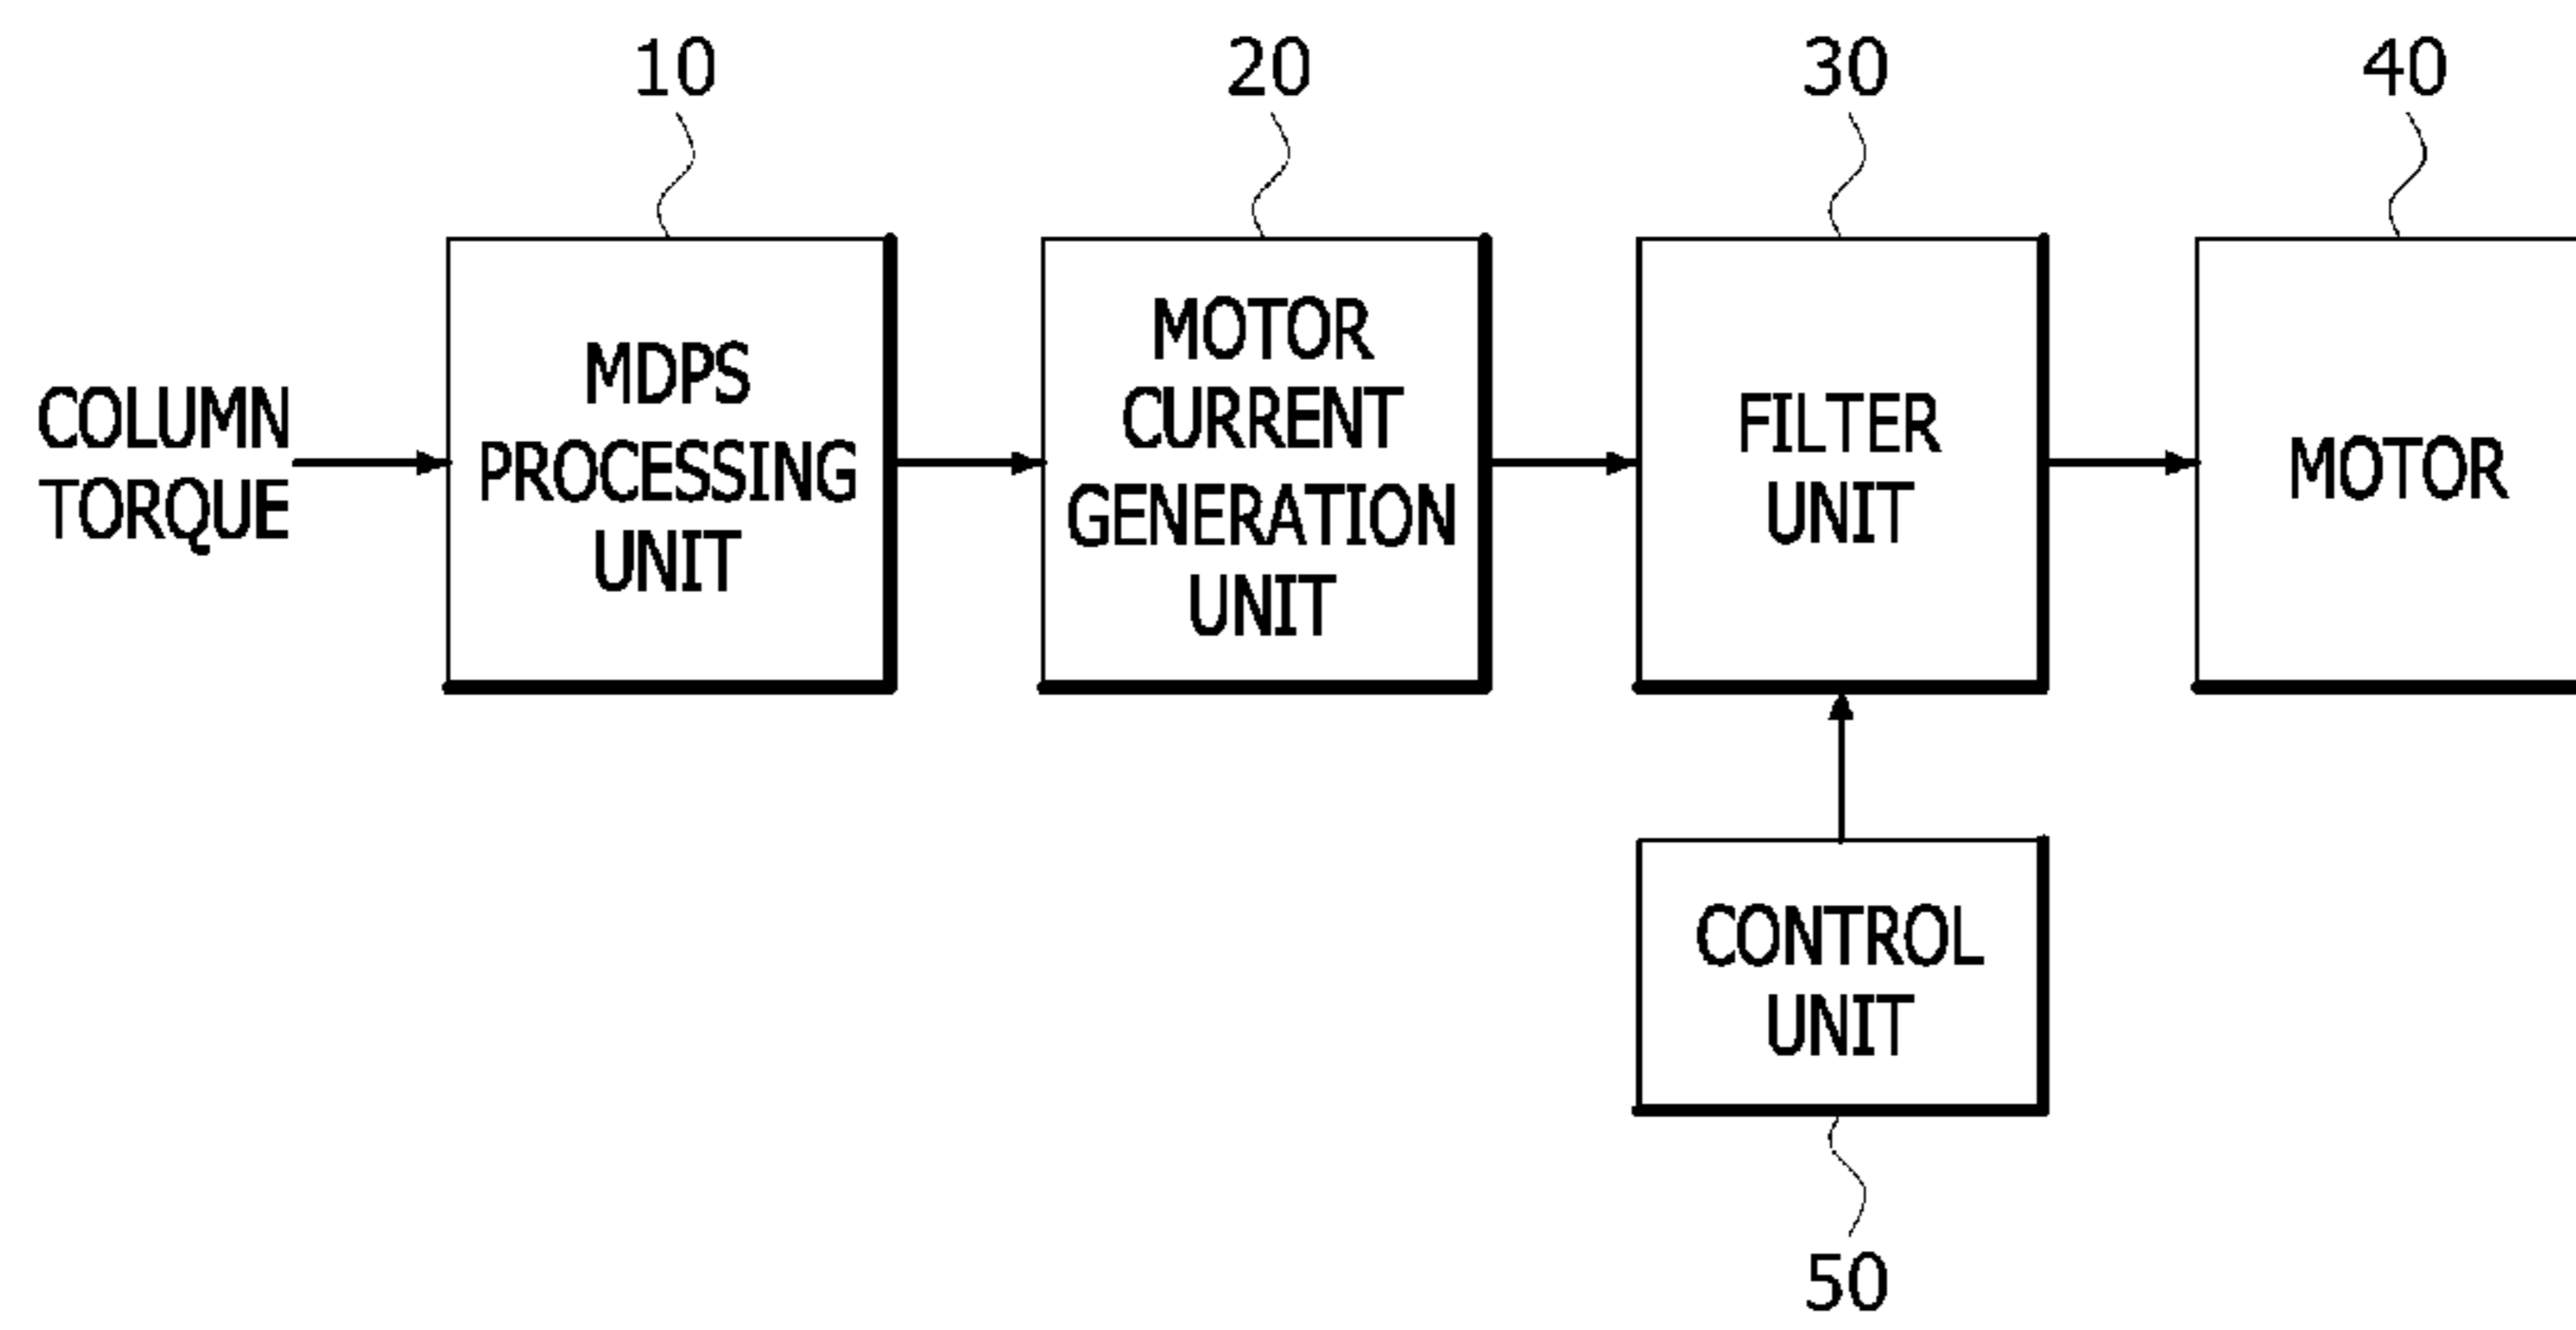 10
20
30
40
COLUMN
TORQUE
MDPS
PROCESSING
UNIT
MOTOR
CURRENT
GENERATION
UNIT
FILTER
UNIT
MOTOR
CONTROL
UNIT
50